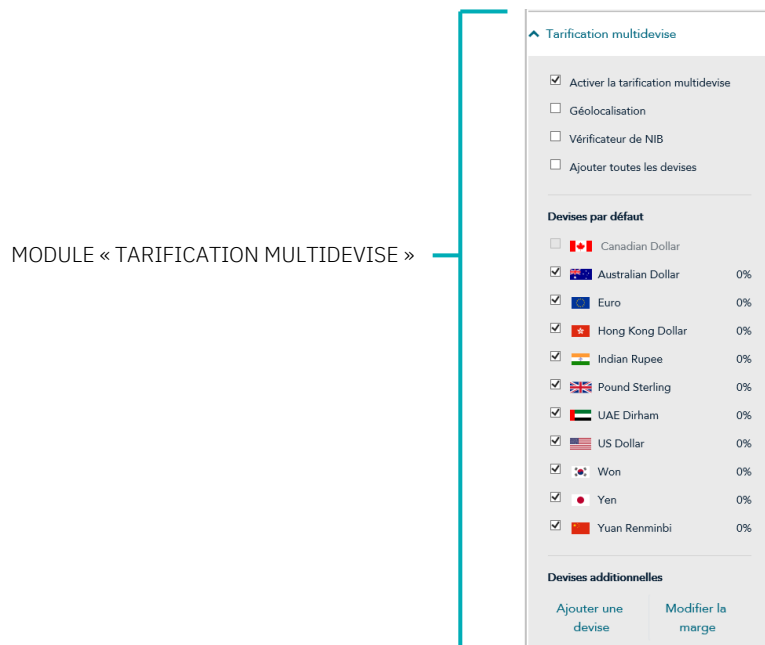 Tarification multidevise
Activer la tarification multidevise
Géolocalisation
Vérificateur de NIB
Ajouter toutes les devises
Devises par défaut
Canadian Dollar
MODULE « TARIFICATION MULTIDEVISE »
Australian Dollar 0%
Euro 0%
Hong Kong Dollar 0%
Indian Rupee 0%
Pound Sterling 0%
UAE Dirham 0%
US Dollar 0%
Won 0%
Yen 0%
Yuan Renminbi 0%
Devises additionnelles
Ajouter une devise
Modifier la marge